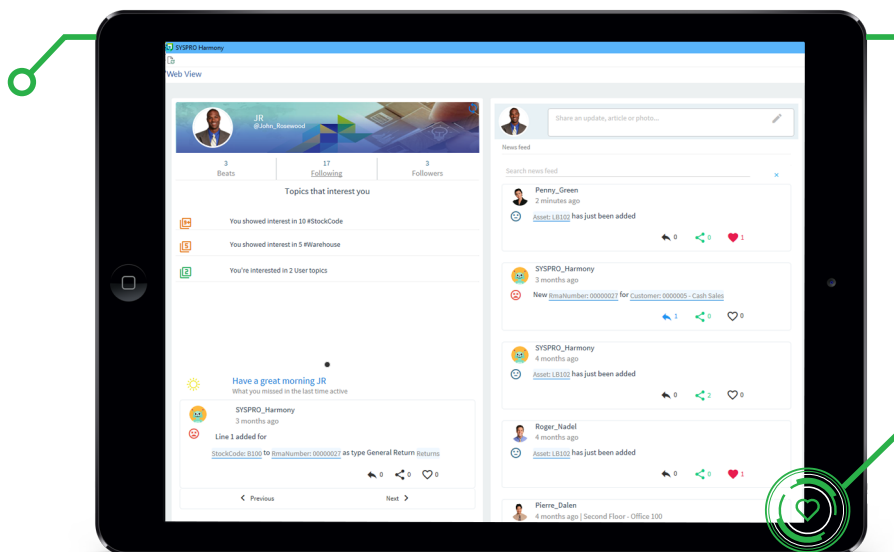 SYSPRO Harmony
Web View
JR
@John_Rosewood
3 17 3
Beats Following Followers
Topics that interest you
9+ You showed interest in 10 #StockCode
5 You showed interest in 5 #Warehouse
2 You're interested in 2 User topics
Have a great morning JR
What you missed in the last time active
SYSPRO_Harmony
3 months ago
Line 1 added for
StockCode: B100 to RmaNumber: 00000027 as type General Return Returns
0 0 0
Previous Next
Share an update, article or photo...
News feed
Search news feed
Penny_Green
2 minutes ago
Asset: LB102 has just been added
0 0 1
SYSPRO_Harmony
3 months ago
New RmaNumber: 00000027 for Customer: 0000005 - Cash Sales
1 0 0
SYSPRO_Harmony
4 months ago
Asset: LB102 has just been added
0 2 0
Roger_Nadel
4 months ago
Asset: LB102 has just been added
0 0 1
Pierre_Dalen
4 months ago | Second Floor - Office 100